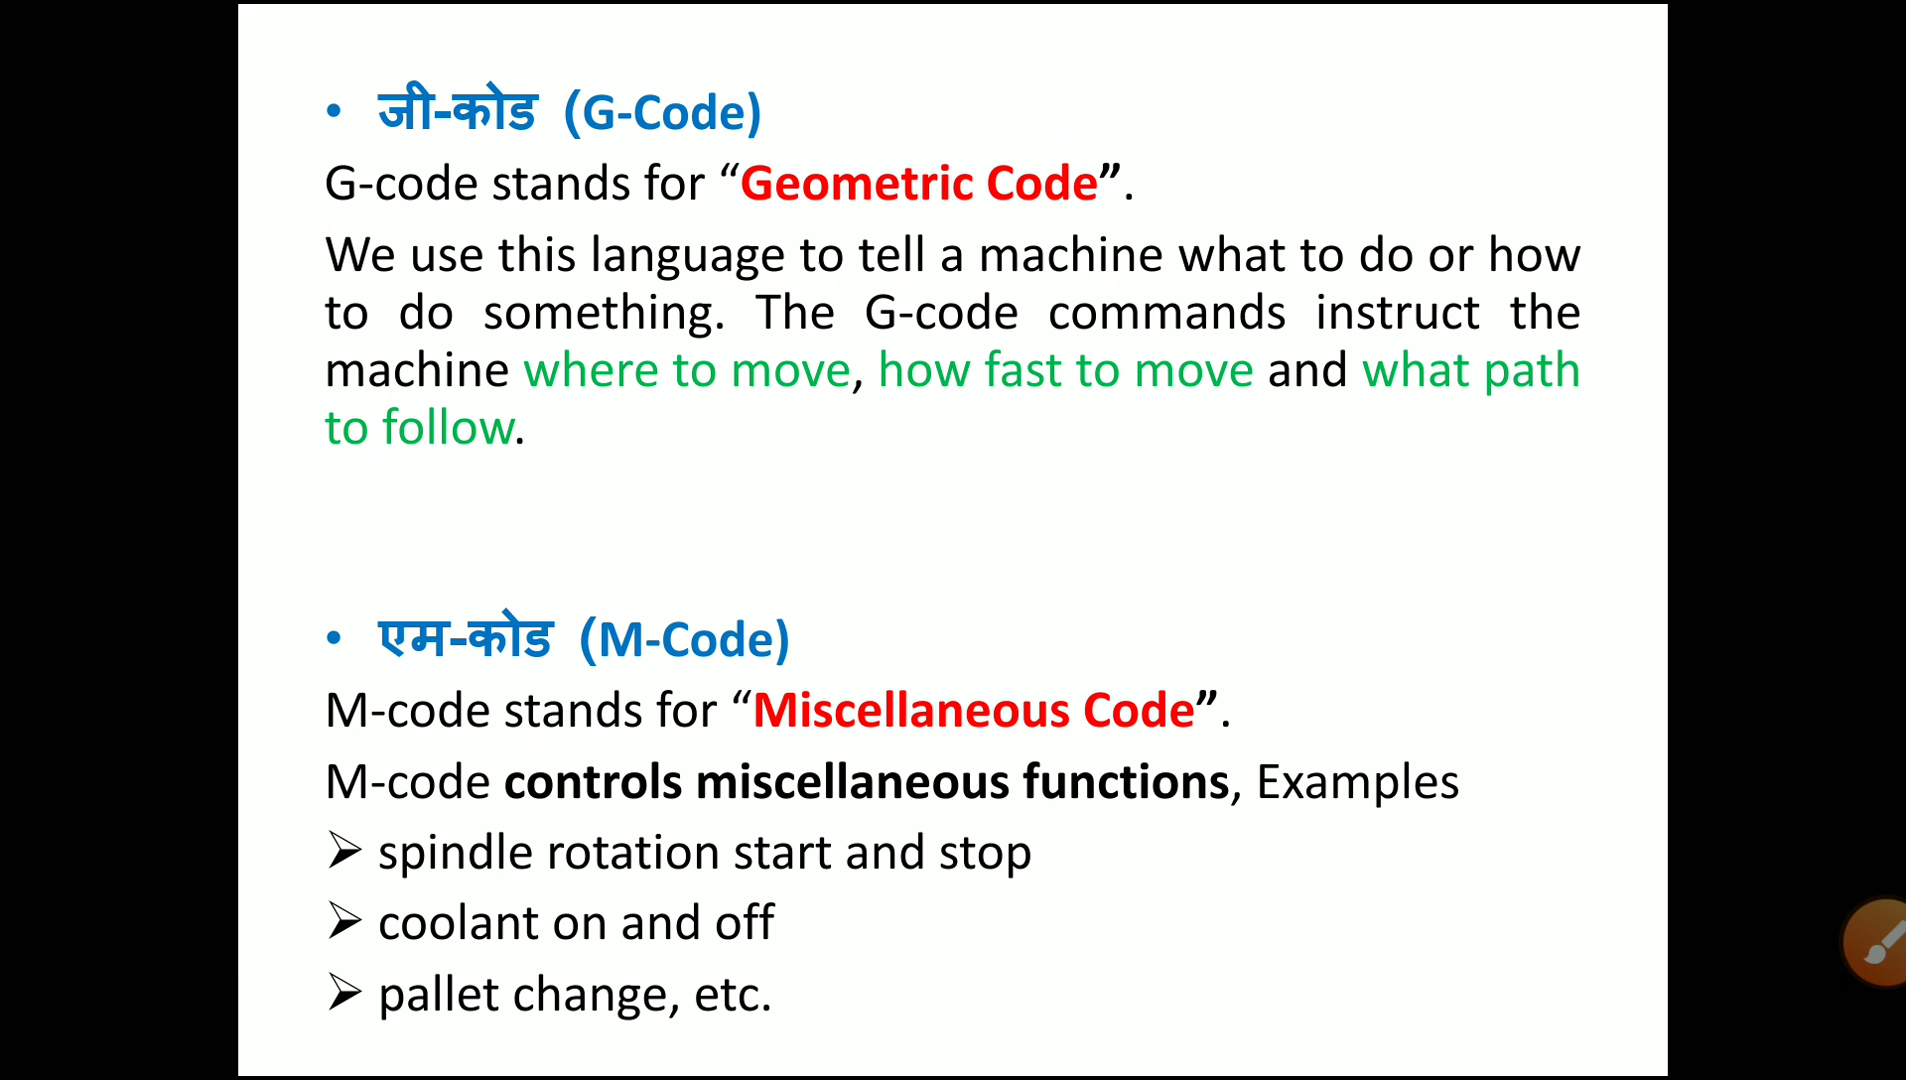 • जी-कोड (G-Code)
G-code stands for “Geometric Code”.
We use this language to tell a machine what to do or how
to do something. The G-code commands instruct the
machine where to move, how fast to move and what path
to follow.
• एम-कोड (M-Code)
M-code stands for “Miscellaneous Code”.
M-code controls miscellaneous functions, Examples
➢ spindle rotation start and stop
➢ coolant on and off
➢ pallet change, etc.